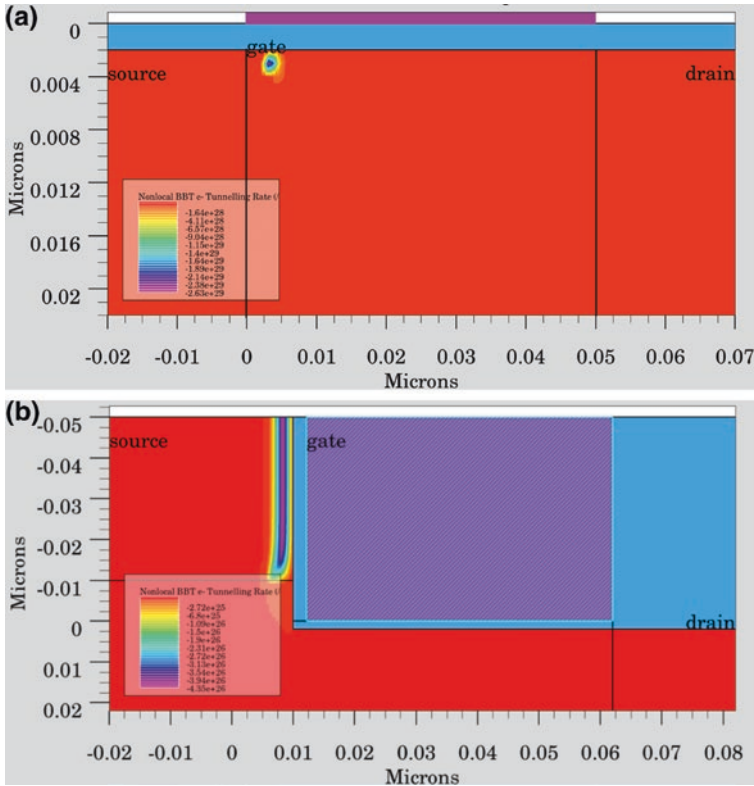 (a)
0
gate
source
drain
0.004
0.008
0.012
0.016
0.02
Microns
Nonlocal BBT e- Tunnelling Rate (
-1.64e+28
-4.11e+28
-6.57e+28
-9.04e+28
-1.15e+29
-1.4e+29
-1.64e+29
-1.89e+29
-2.14e+29
-2.38e+29
-2.63e+29
-0.02 -0.01 0 0.01 0.02 0.03 0.04 0.05 0.06 0.07
Microns
(b)
-0.05
source
gate
-0.04
-0.03
-0.02
-0.01
0
drain
0.01
0.02
Microns
Nonlocal BBT e- Tunnelling Rate (
-2.72e+25
-6.8e+25
-1.09e+26
-1.5e+26
-1.9e+26
-2.31e+26
-2.72e+26
-3.13e+26
-3.54e+26
-3.94e+26
-4.35e+26
-0.02 -0.01 0 0.01 0.02 0.03 0.04 0.05 0.06 0.07 0.08
Microns